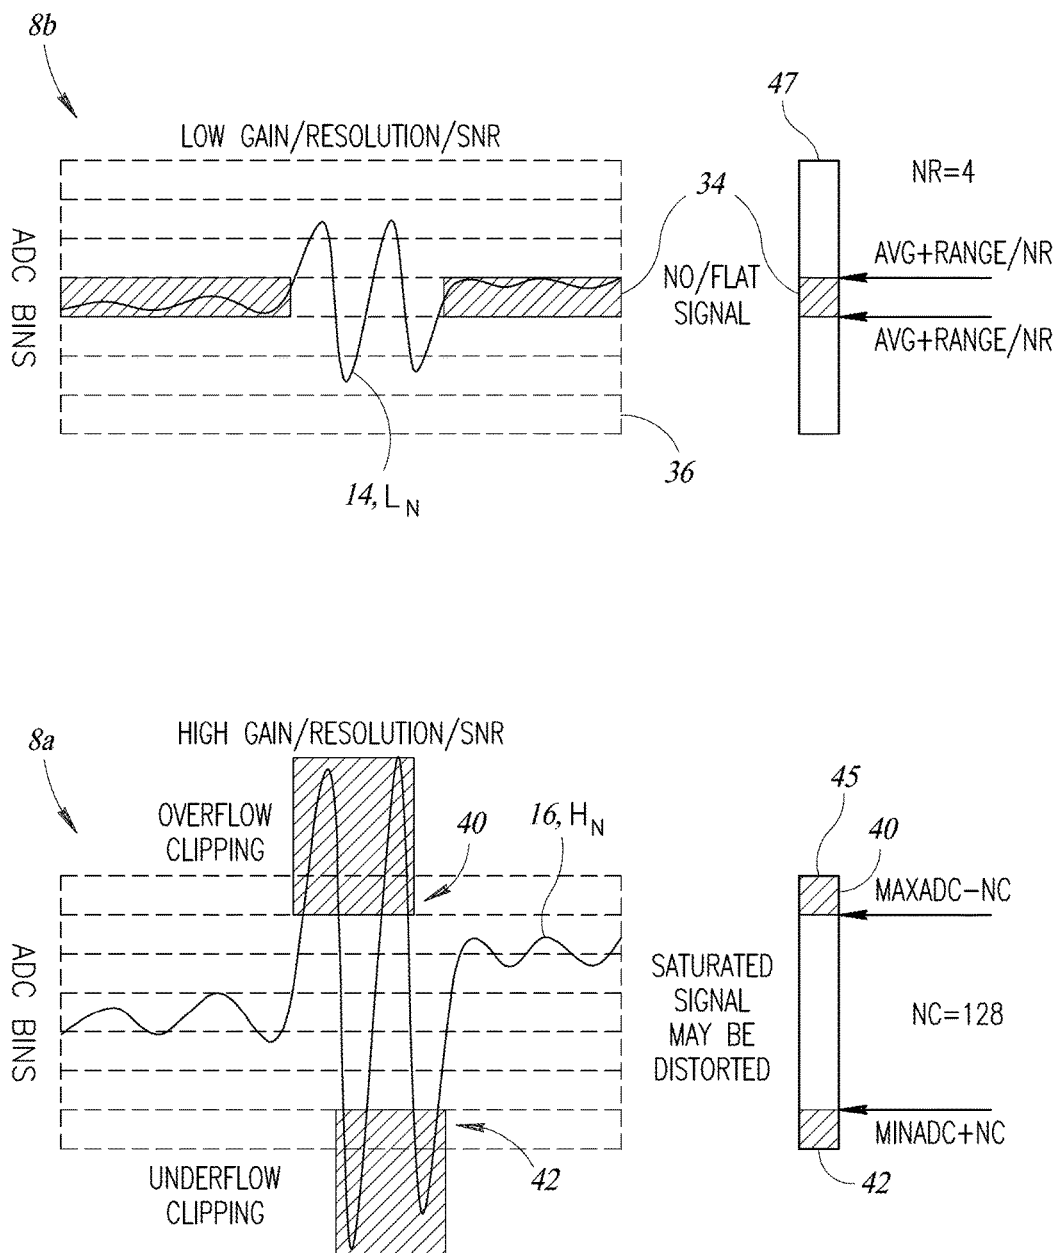 8b
47
LOW GAIN/RESOLUTION/SNR
34
NR=4
ADC BINS
NO/FLAT
SIGNAL
AVG+RANGE/NR
AVG+RANGE/NR
36
14, L_N
8a
HIGH GAIN/RESOLUTION/SNR
OVERFLOW
CLIPPING
40
16, H_N
45
40
MAXADC-NC
ADC BINS
SATURATED
SIGNAL
MAY BE
DISTORTED
NC=128
MINADC+NC
UNDERFLOW
CLIPPING
42
42